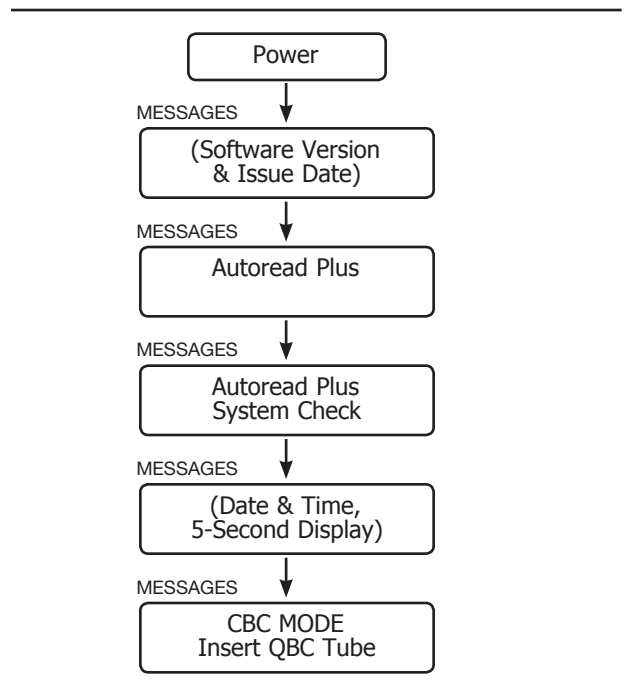 Power
MESSAGES
(Software Version
& Issue Date)
MESSAGES
Autoread Plus
MESSAGES
Autoread Plus
System Check
MESSAGES
(Date & Time,
5-Second Display)
MESSAGES
CBC MODE
Insert QBC Tube